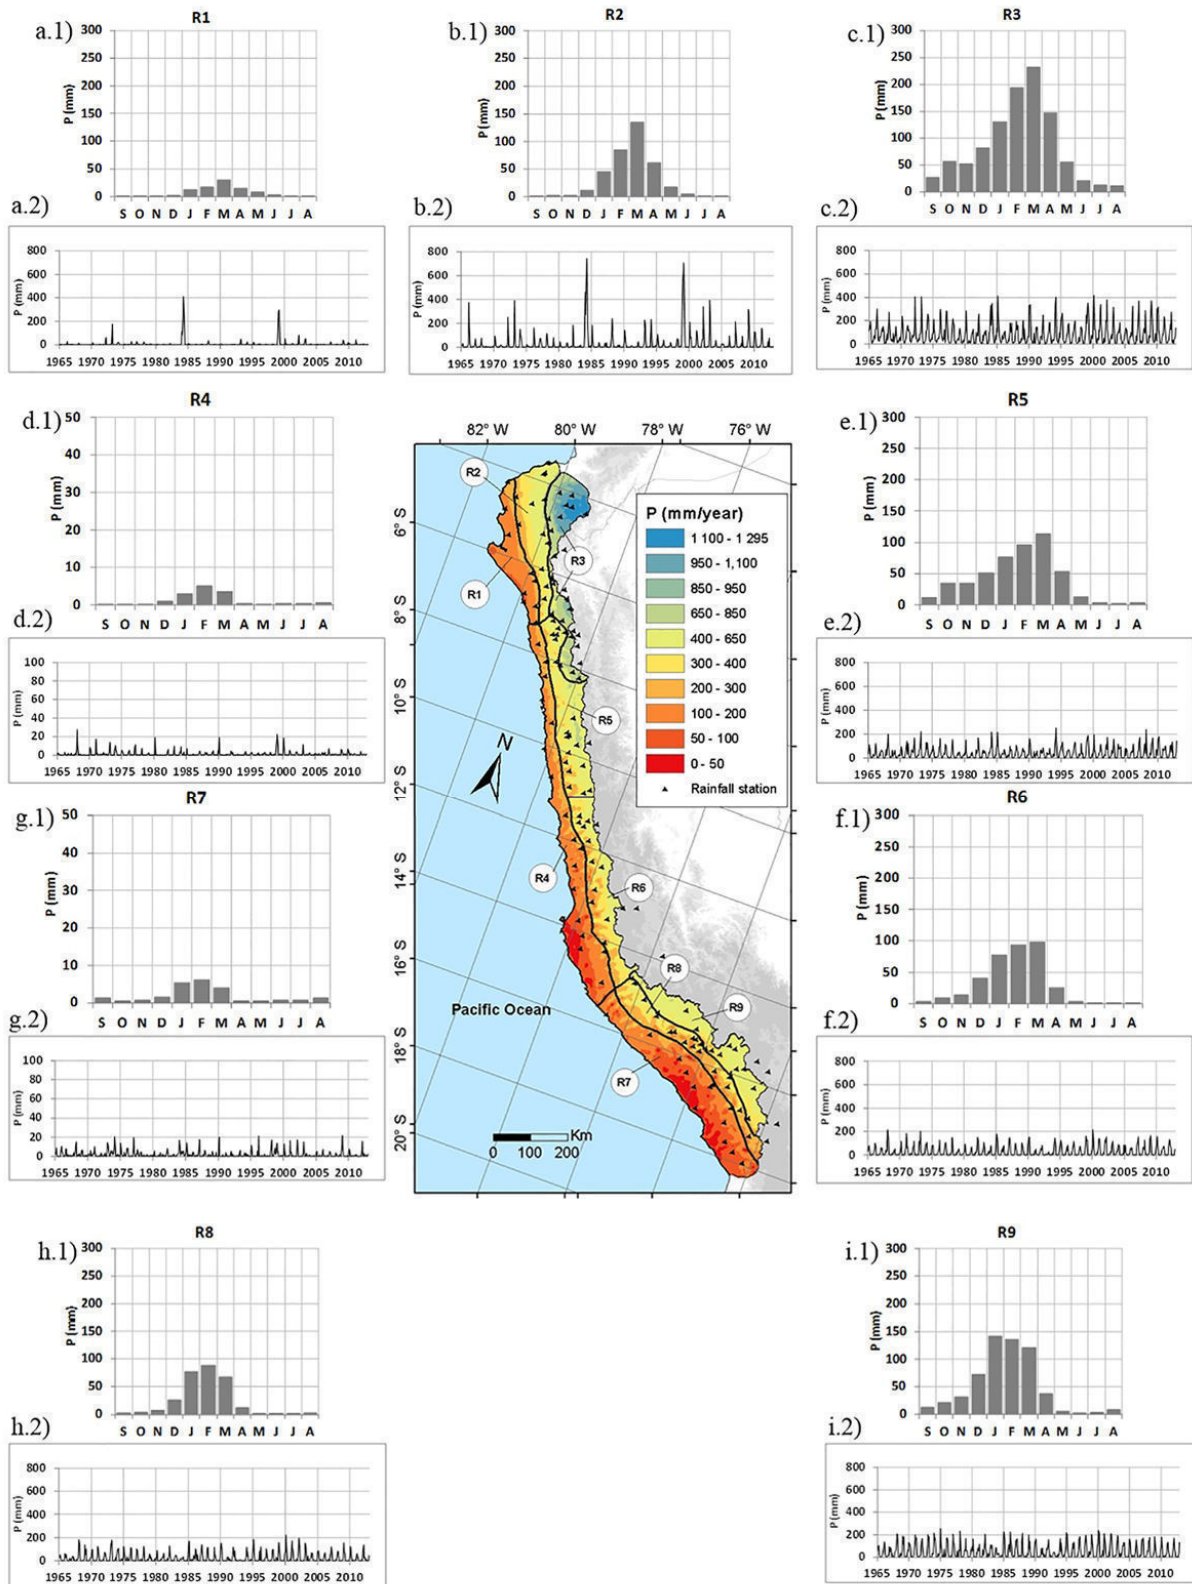 R1
a.1)
300
250
200
150
100
50
0
P (mm)
S O N D J F M A M J J A
R2
b.1)
300
250
200
150
100
50
0
P (mm)
S O N D J F M A M J J A
R3
c.1)
300
250
200
150
100
50
0
P (mm)
S O N D J F M A M J J A
a.2)
800
600
400
200
0
P (mm)
1965 1970 1975 1980 1985 1990 1995 2000 2005 2010
b.2)
800
600
400
200
0
P (mm)
1965 1970 1975 1980 1985 1990 1995 2000 2005 2010
c.2)
800
600
400
200
0
P (mm)
1965 1970 1975 1980 1985 1990 1995 2000 2005 2010
R4
d.1)
50
40
30
20
10
0
P (mm)
S O N D J F M A M J J A
d.2)
100
80
60
40
20
0
P (mm)
1965 1970 1975 1980 1985 1990 1995 2000 2005 2010
82° W 80° W 78° W 76° W
6° S
8° S
10° S
12° S
14° S
16° S
18° S
20° S
R2
R3
R1
R5
R4
R6
R8
R9
R7
N
Pacific Ocean
Km
0 100 200
P (mm/year)
1 100 - 1 295
950 - 1,100
850 - 950
650 - 850
400 - 650
300 - 400
200 - 300
100 - 200
50 - 100
0 - 50
Rainfall station
R5
e.1)
300
250
200
150
100
50
0
P (mm)
S O N D J F M A M J J A
e.2)
800
600
400
200
0
P (mm)
1965 1970 1975 1980 1985 1990 1995 2000 2005 2010
R7
g.1)
50
40
30
20
10
0
P (mm)
S O N D J F M A M J J A
g.2)
100
80
60
40
20
0
P (mm)
1965 1970 1975 1980 1985 1990 1995 2000 2005 2010
R6
f.1)
300
250
200
150
100
50
0
P (mm)
S O N D J F M A M J J A
f.2)
800
600
400
200
0
P (mm)
1965 1970 1975 1980 1985 1990 1995 2000 2005 2010
R8
h.1)
300
250
200
150
100
50
0
P (mm)
S O N D J F M A M J J A
h.2)
800
600
400
200
0
P (mm)
1965 1970 1975 1980 1985 1990 1995 2000 2005 2010
R9
i.1)
300
250
200
150
100
50
0
P (mm)
S O N D J F M A M J J A
i.2)
800
600
400
200
0
P (mm)
1965 1970 1975 1980 1985 1990 1995 2000 2005 2010